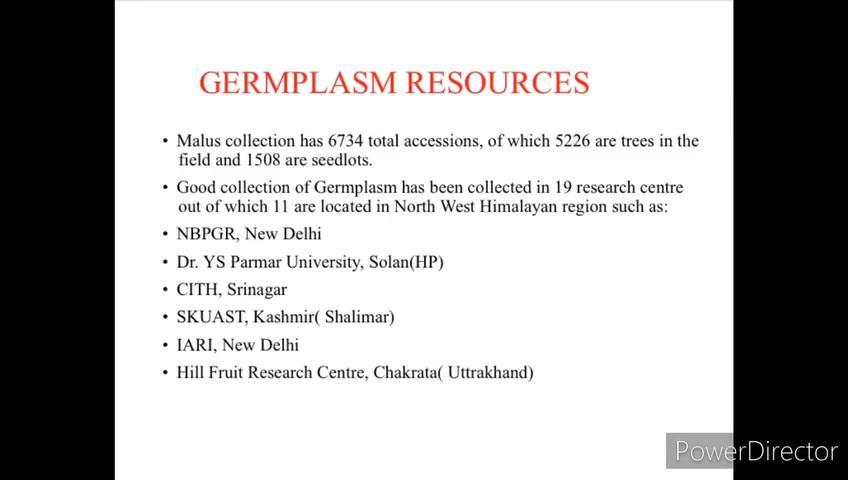 GERMPLASM RESOURCES
• Malus collection has 6734 total accessions, of which 5226 are trees in the
field and 1508 are seedlots.
• Good collection of Germplasm has been collected in 19 research centre
out of which 11 are located in North West Himalayan region such as:
• NBPGR, New Delhi
• Dr. YS Parmar University, Solan(HP)
• CITH, Srinagar
• SKUAST, Kashmir( Shalimar)
• IARI, New Delhi
• Hill Fruit Research Centre, Chakrata( Uttrakhand)
PowerDirector